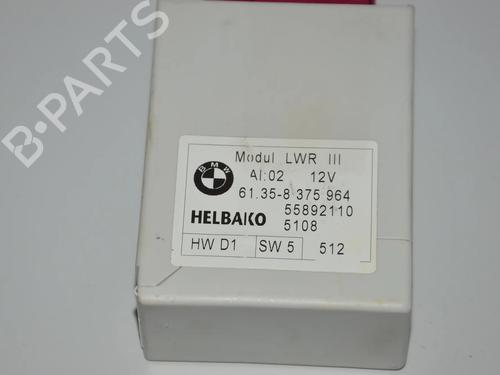 B-PARTS
BMW
Modul LWR III
AI:02 12V
61.35-8 375 964
55892110
HELBAKO 5108
HW D1 SW 5 512